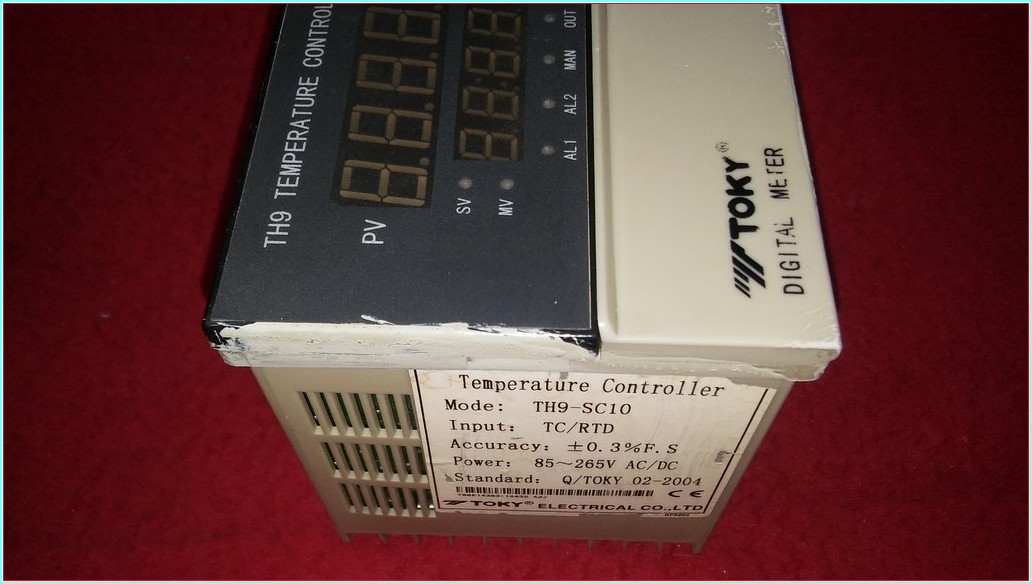 TH9 TEMPERATURE CONTROL
PV
SV
MV
AL1
AL2
MAN
OUT
TOKY®
DIGITAL METER
Temperature Controller
Mode: TH9-SC10
Input: TC/RTD
Accuracy: ±0.3%F.S
Power: 85~265V AC/DC
Standard: Q/TOKY 02-2004
CE
TOKY® ELECTRICAL CO.,LTD